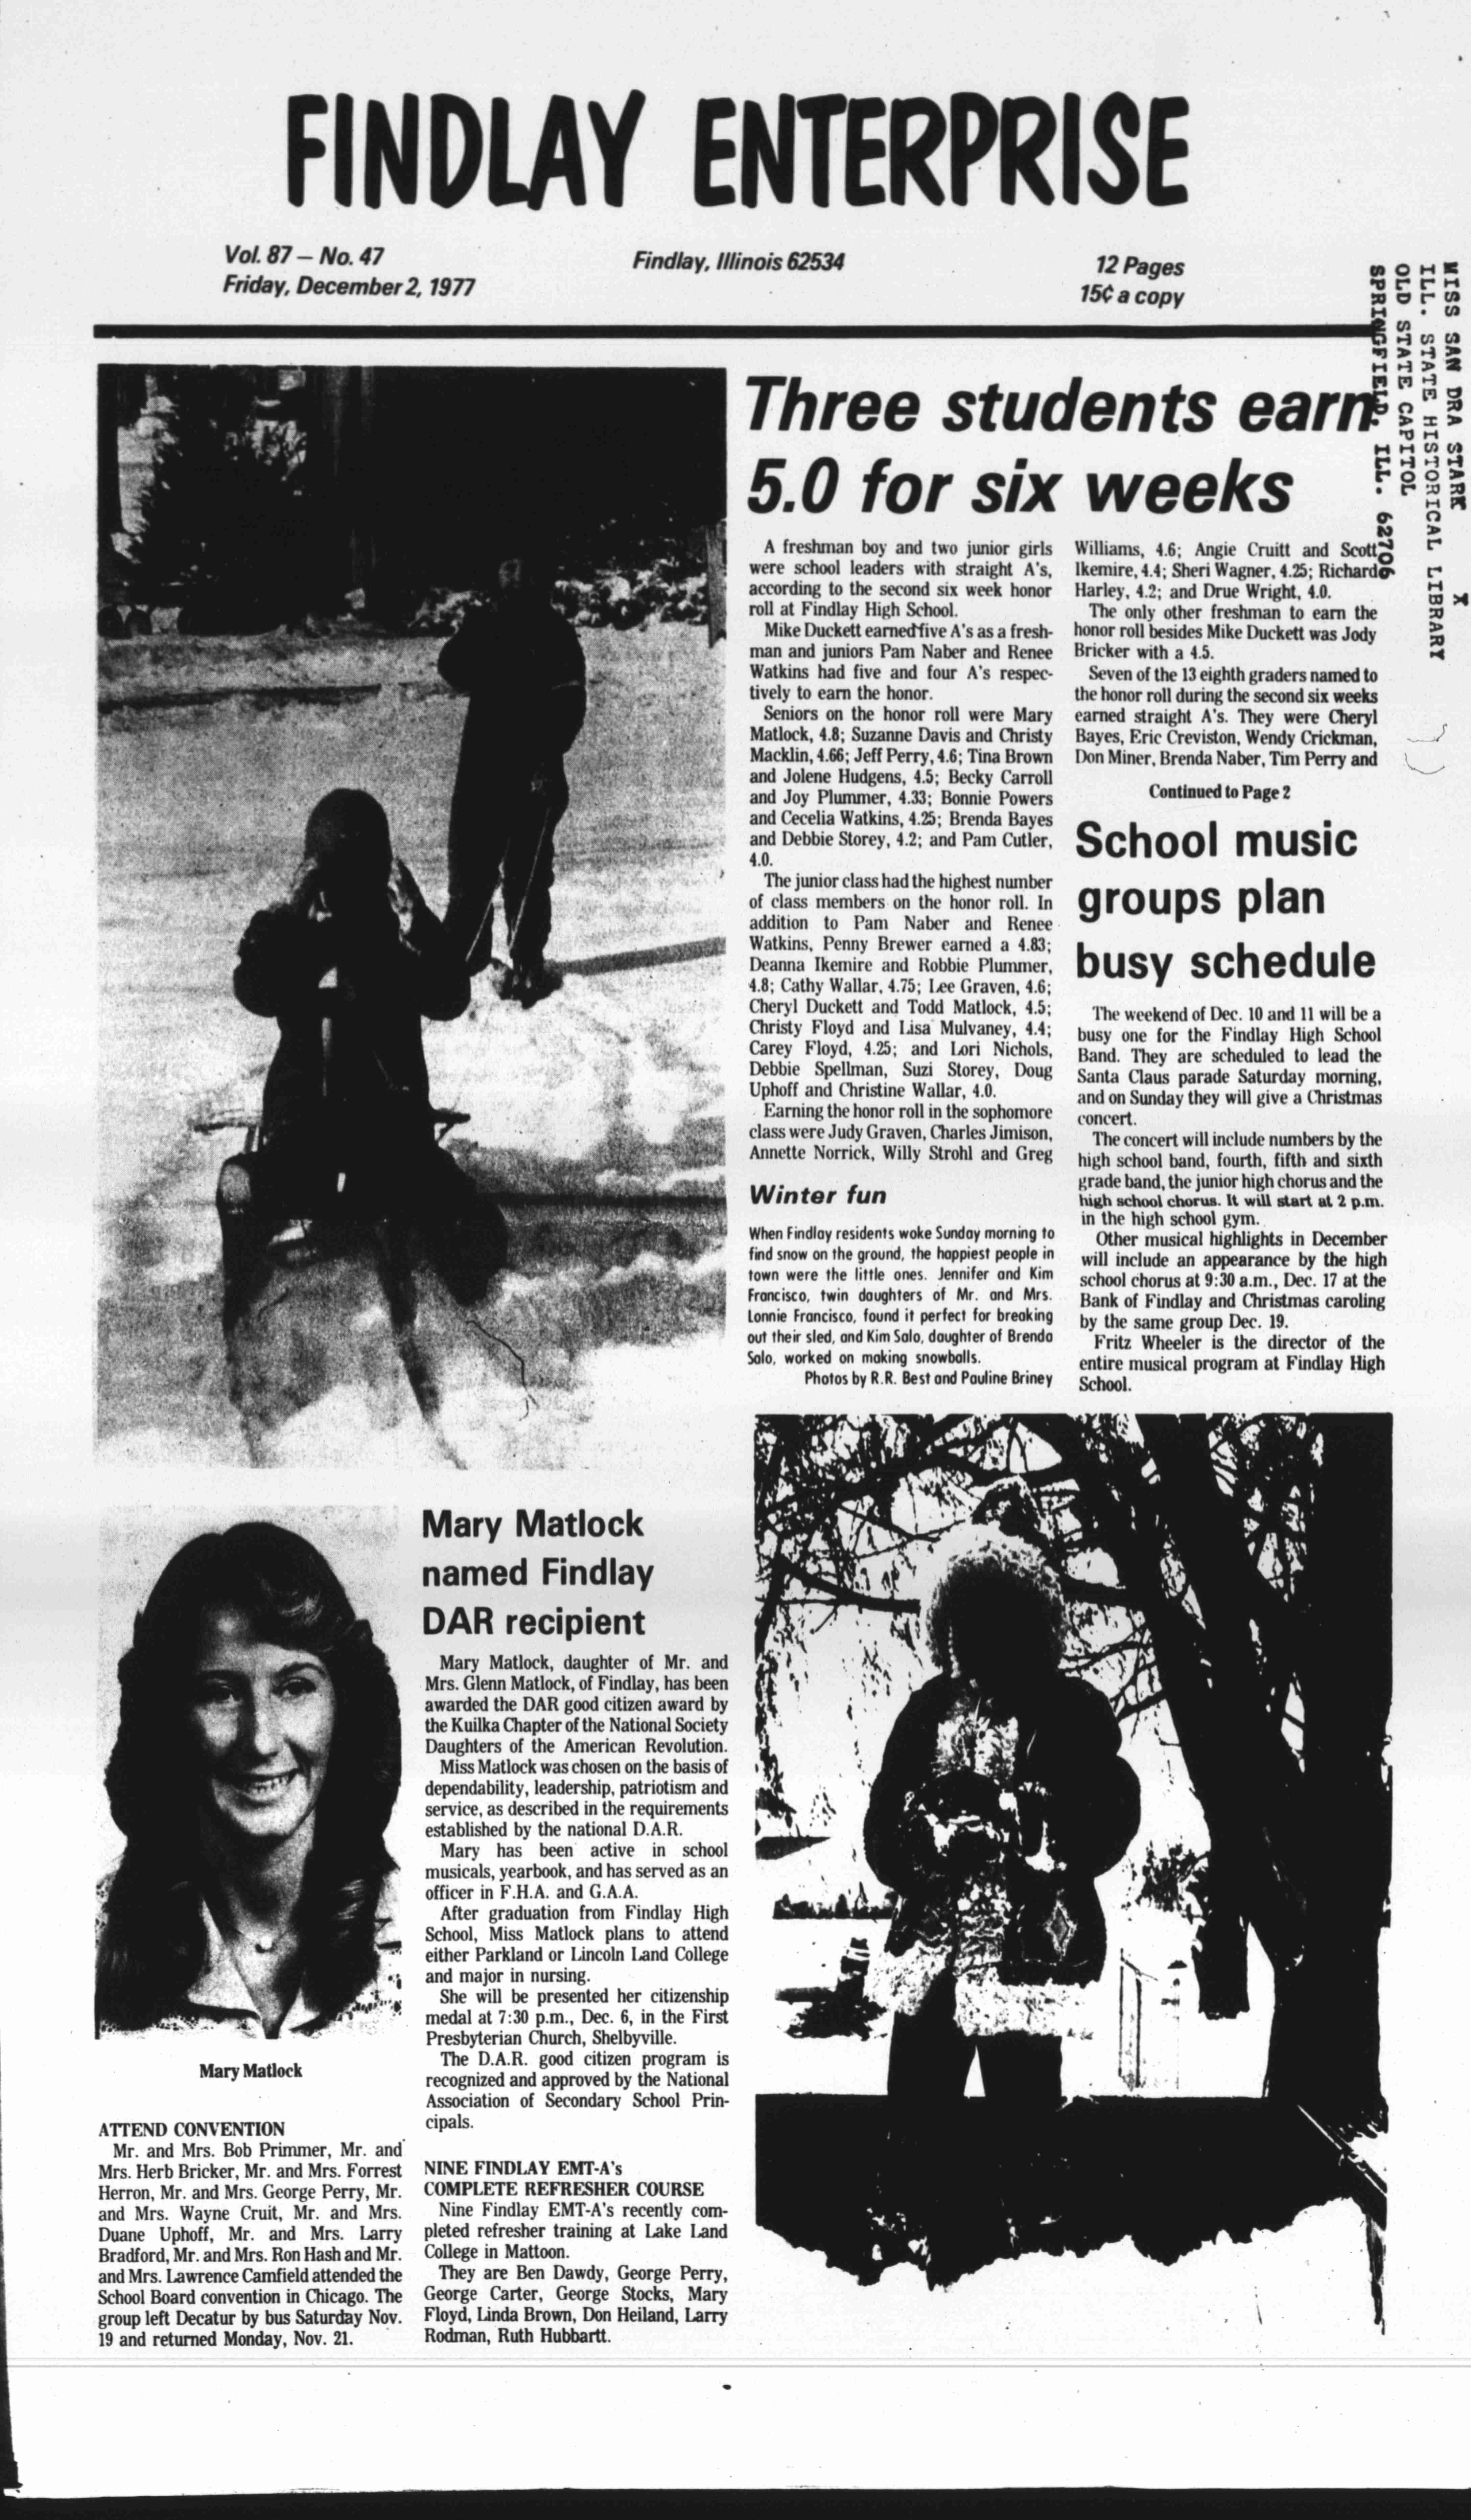 FINDLAY ENTERPRISE
Vol. 87 — No. 47
Friday, December 2, 1977
Findlay, Illinois 62534
12 Pages
15¢ a copy
MISS SAN DRA STARK X
ILL. STATE HISTORICAL LIBRARY
OLD STATE CAPITOL
SPRINGFIELD, ILL. 62706
Three students earn
5.0 for six weeks
A freshman boy and two junior girls
were school leaders with straight A's,
according to the second six week honor
roll at Findlay High School.
Mike Duckett earned five A's as a fresh-
man and juniors Pam Naber and Renee
Watkins had five and four A's respec-
tively to earn the honor.
Seniors on the honor roll were Mary
Matlock, 4.8; Suzanne Davis and Christy
Macklin, 4.66; Jeff Perry, 4.6; Tina Brown
and Jolene Hudgens, 4.5; Becky Carroll
and Joy Plummer, 4.33; Bonnie Powers
and Cecelia Watkins, 4.25; Brenda Bayes
and Debbie Storey, 4.2; and Pam Cutler,
4.0.
The junior class had the highest number
of class members on the honor roll. In
addition to Pam Naber and Renee
Watkins, Penny Brewer earned a 4.83;
Deanna Ikemire and Robbie Plummer,
4.8; Cathy Wallar, 4.75; Lee Graven, 4.6;
Cheryl Duckett and Todd Matlock, 4.5;
Christy Floyd and Lisa Mulvaney, 4.4;
Carey Floyd, 4.25; and Lori Nichols,
Debbie Spellman, Suzi Storey, Doug
Uphoff and Christine Wallar, 4.0.
Earning the honor roll in the sophomore
class were Judy Graven, Charles Jimison,
Annette Norrick, Willy Strohl and Greg
Williams, 4.6; Angie Cruitt and Scott
Ikemire, 4.4; Sheri Wagner, 4.25; Richard
Harley, 4.2; and Drue Wright, 4.0.
The only other freshman to earn the
honor roll besides Mike Duckett was Jody
Bricker with a 4.5.
Seven of the 13 eighth graders named to
the honor roll during the second six weeks
earned straight A's. They were Cheryl
Bayes, Eric Creviston, Wendy Crickman,
Don Miner, Brenda Naber, Tim Perry and
Continued to Page 2
Winter fun
When Findlay residents woke Sunday morning to
find snow on the ground, the happiest people in
town were the little ones. Jennifer and Kim
Francisco, twin daughters of Mr. and Mrs.
Lonnie Francisco, found it perfect for breaking
out their sled, and Kim Salo, daughter of Brenda
Salo, worked on making snowballs.
Photos by R.R. Best and Pauline Briney
School music
groups plan
busy schedule
The weekend of Dec. 10 and 11 will be a
busy one for the Findlay High School
Band. They are scheduled to lead the
Santa Claus parade Saturday morning,
and on Sunday they will give a Christmas
concert.
The concert will include numbers by the
high school band, fourth, fifth and sixth
grade band, the junior high chorus and the
high school chorus. It will start at 2 p.m.
in the high school gym.
Other musical highlights in December
will include an appearance by the high
school chorus at 9:30 a.m., Dec. 17 at the
Bank of Findlay and Christmas caroling
by the same group Dec. 19.
Fritz Wheeler is the director of the
entire musical program at Findlay High
School.
Mary Matlock
Mary Matlock
named Findlay
DAR recipient
Mary Matlock, daughter of Mr. and
Mrs. Glenn Matlock, of Findlay, has been
awarded the DAR good citizen award by
the Kuilka Chapter of the National Society
Daughters of the American Revolution.
Miss Matlock was chosen on the basis of
dependability, leadership, patriotism and
service, as described in the requirements
established by the national D.A.R.
Mary has been active in school
musicals, yearbook, and has served as an
officer in F.H.A. and G.A.A.
After graduation from Findlay High
School, Miss Matlock plans to attend
either Parkland or Lincoln Land College
and major in nursing.
She will be presented her citizenship
medal at 7:30 p.m., Dec. 6, in the First
Presbyterian Church, Shelbyville.
The D.A.R. good citizen program is
recognized and approved by the National
Association of Secondary School Prin-
cipals.
ATTEND CONVENTION
Mr. and Mrs. Bob Primmer, Mr. and
Mrs. Herb Bricker, Mr. and Mrs. Forrest
Herron, Mr. and Mrs. George Perry, Mr.
and Mrs. Wayne Cruit, Mr. and Mrs.
Duane Uphoff, Mr. and Mrs. Larry
Bradford, Mr. and Mrs. Ron Hash and Mr.
and Mrs. Lawrence Camfield attended the
School Board convention in Chicago. The
group left Decatur by bus Saturday Nov.
19 and returned Monday, Nov. 21.
NINE FINDLAY EMT-A's
COMPLETE REFRESHER COURSE
Nine Findlay EMT-A's recently com-
pleted refresher training at Lake Land
College in Mattoon.
They are Ben Dawdy, George Perry,
George Carter, George Stocks, Mary
Floyd, Linda Brown, Don Heiland, Larry
Rodman, Ruth Hubbartt.